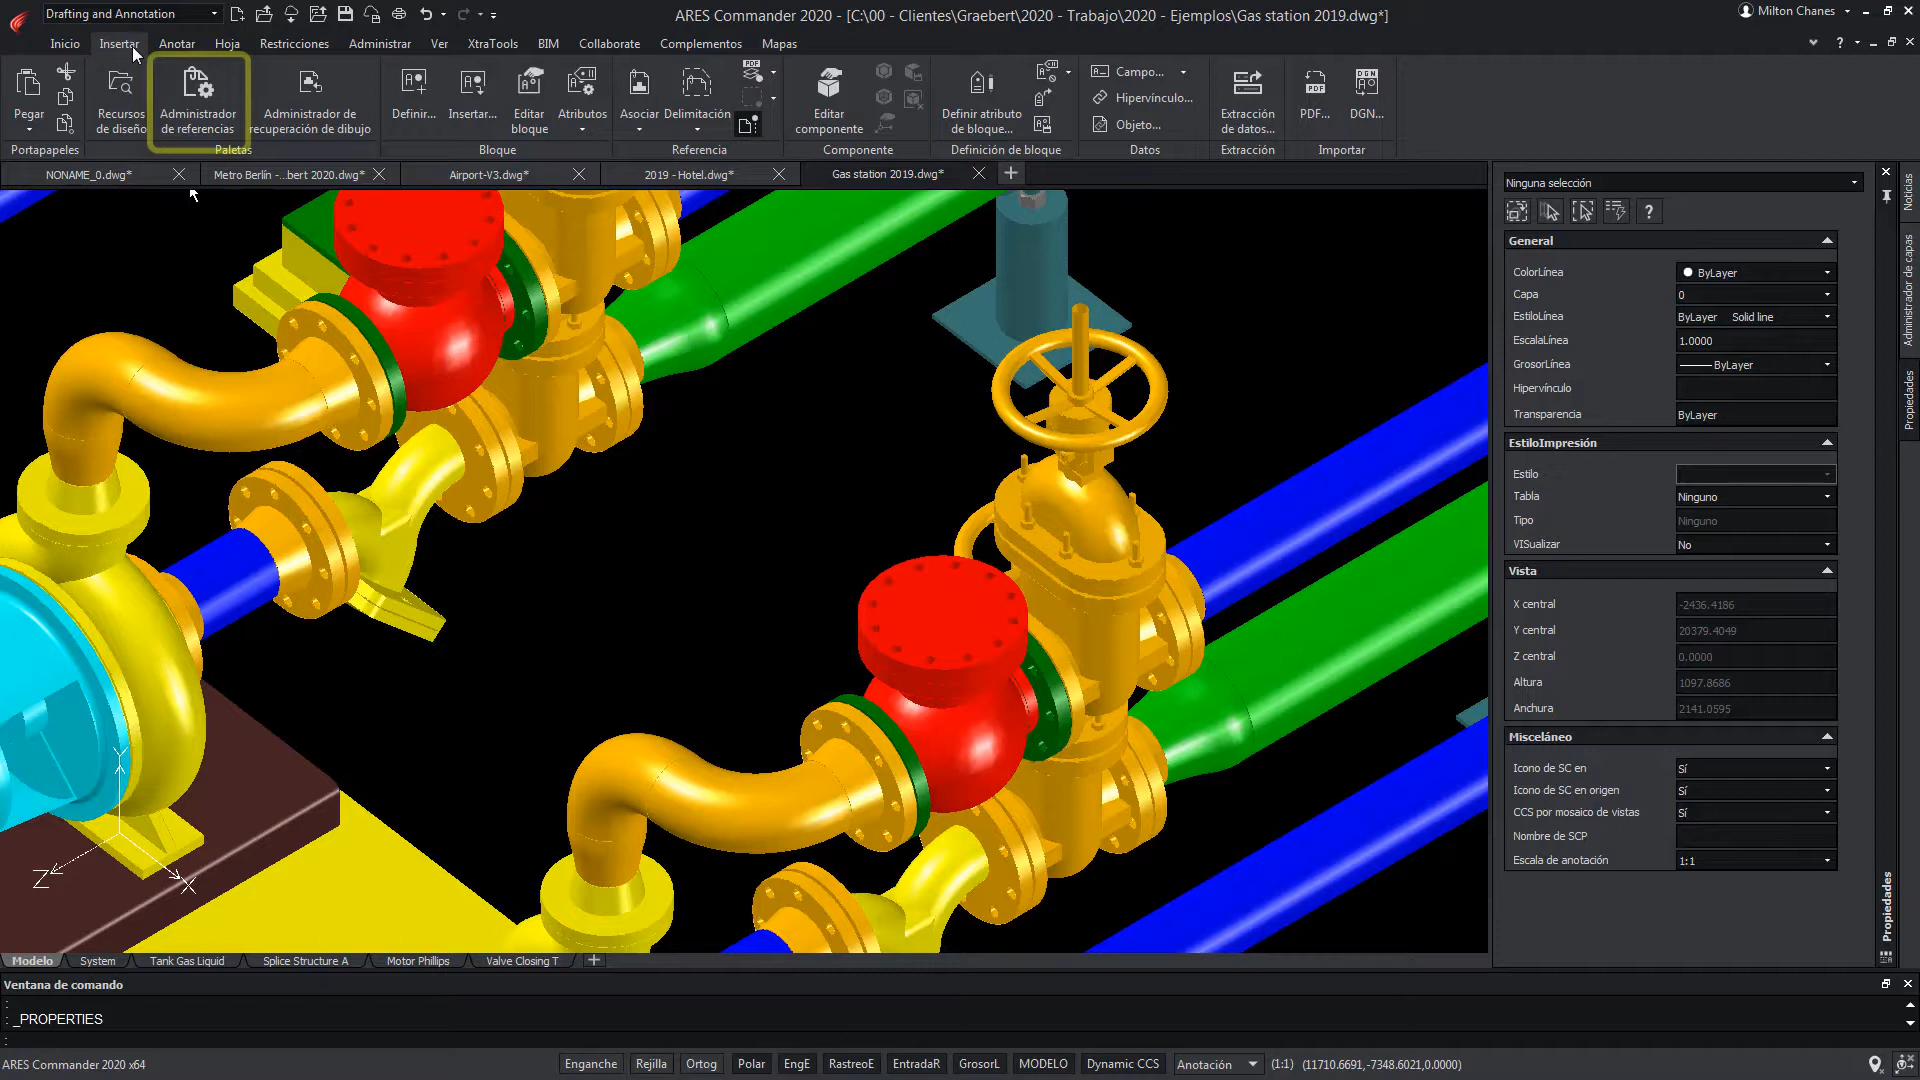 Drafting and Annotation
ARES Commander 2020 - [C:\00 - Clientes\Graebert\2020 - Trabajo\2020 - Ejemplos\Gas station 2019.dwg*]
Milton Chanes
Inicio Insertar Anotar Hoja Restricciones Administrar Ver XtraTools BIM Collaborate Complementos Mapas
Pegar
Portapapeles
Recursos de diseño
Administrador de referencias
Administrador de recuperación de dibujo
Paletas
Definir...
Insertar...
Editar bloque
Atributos
Bloque
Asociar
Delimitación
PDF
Referencia
Editar componente
Componente
Definir atributo de bloque...
Definición de bloque
Campo...
Hipervínculo...
Objeto...
Datos
Extracción de datos...
Extracción
PDF...
DGN...
Importar
NONAME_0.dwg*
Metro Berlín -...bert 2020.dwg*
Airport-V3.dwg*
2019 - Hotel.dwg*
Gas station 2019.dwg*
Ninguna selección
General
ColorLínea ByLayer
Capa 0
EstiloLínea ByLayer Solid line
EscalaLínea 1.0000
GrosorLínea ByLayer
Hipervínculo
Transparencia ByLayer
EstiloImpresión
Estilo
Tabla Ninguno
Tipo Ninguno
VISualizar No
Vista
X central -2436.4186
Y central 20379.4049
Z central 0.0000
Altura 1097.8686
Anchura 2141.0595
Misceláneo
Icono de SC en Sí
Icono de SC en origen Sí
CCS por mosaico de vistas Sí
Nombre de SCP
Escala de anotación 1:1
Noticias
Administrador de capas
Propiedades
Propiedades
Y
Z
X
Modelo System Tank Gas Liquid Splice Structure A Motor Phillips Valve Closing T
Ventana de comando
:
: _PROPERTIES
:
ARES Commander 2020 x64
Enganche Rejilla Ortog Polar EngE RastreoE EntradaR GrosorL MODELO Dynamic CCS Anotación (1:1) (11710.6691,-7348.6021,0.0000)